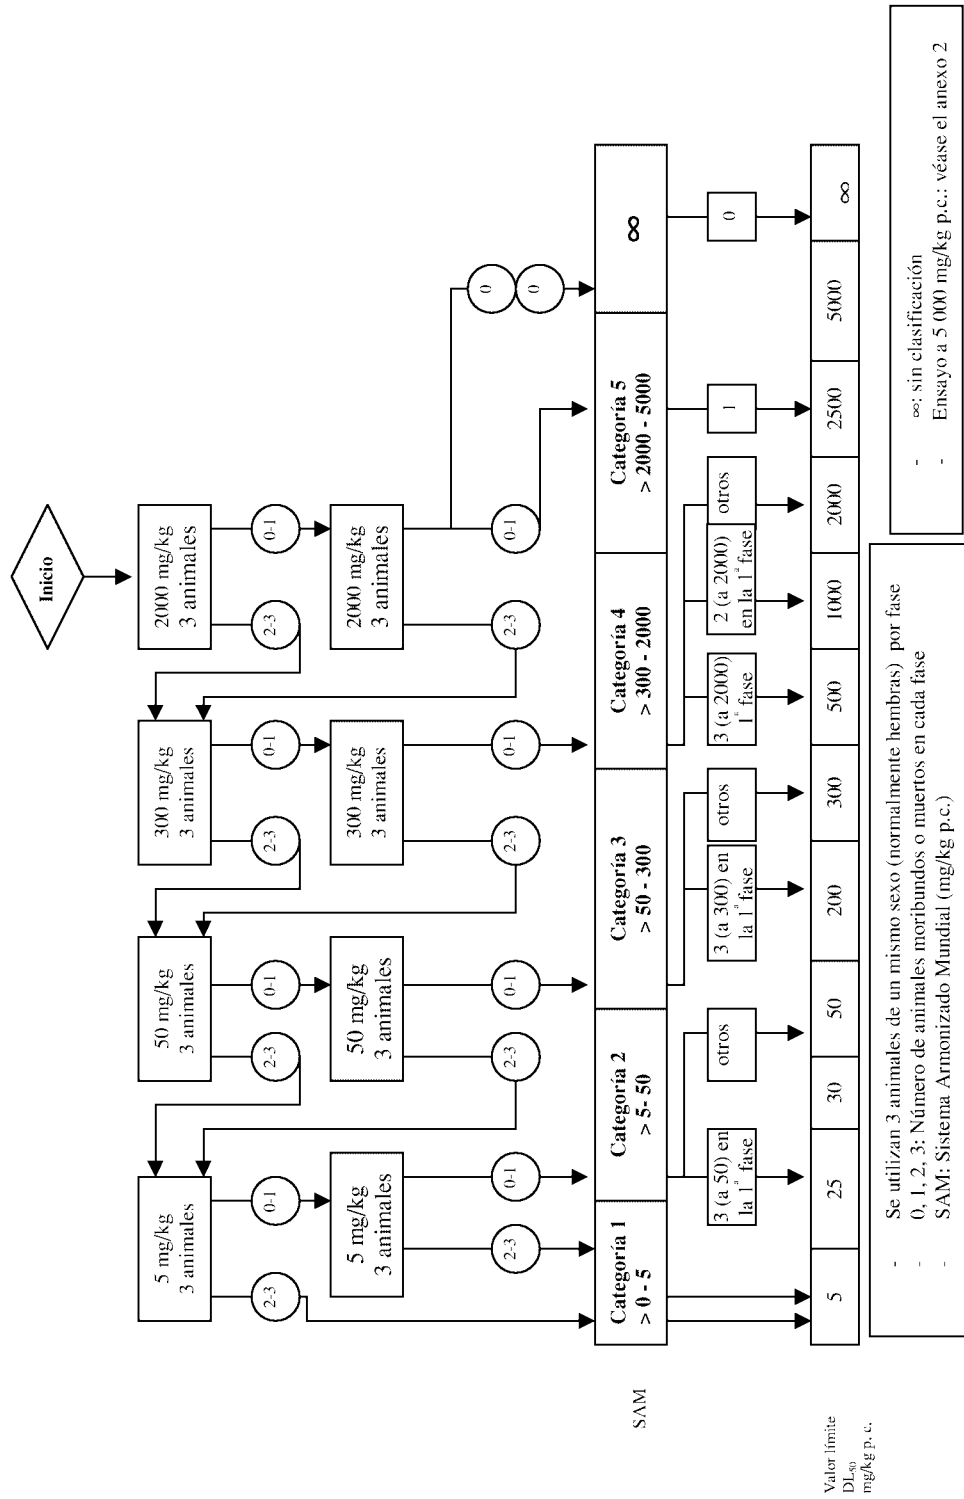 Inicio
5 mg/kg
3 animales
50 mg/kg
3 animales
300 mg/kg
3 animales
2000 mg/kg
3 animales
2-3
0-1
2-3
0-1
2-3
0-1
2-3
0-1
5 mg/kg
3 animales
50 mg/kg
3 animales
300 mg/kg
3 animales
2000 mg/kg
3 animales
2-3
0-1
2-3
0-1
2-3
0-1
2-3
0-1
0
0
SAM
Categoría 1
> 0 - 5
Categoría 2
> 5- 50
Categoría 3
> 50 - 300
Categoría 4
> 300 - 2000
Categoría 5
> 2000 - 5000
∞
3 (a 50) en
la 1ª fase
otros
3 (a 300) en
la 1ª fase
otros
3 (a 2000)
1ª fase
2 (a 2000)
en la 1ª fase
otros
1
0
Valor límite
DL50
mg/kg p. c.
5
25
30
50
200
300
500
1000
2000
2500
5000
∞
- Se utilizan 3 animales de un mismo sexo (normalmente hembras) por fase
- 0, 1, 2, 3: Número de animales moribundos o muertos en cada fase
- SAM: Sistema Armonizado Mundial (mg/kg p.c.)
- ∞: sin clasificación
- Ensayo a 5 000 mg/kg p.c.: véase el anexo 2